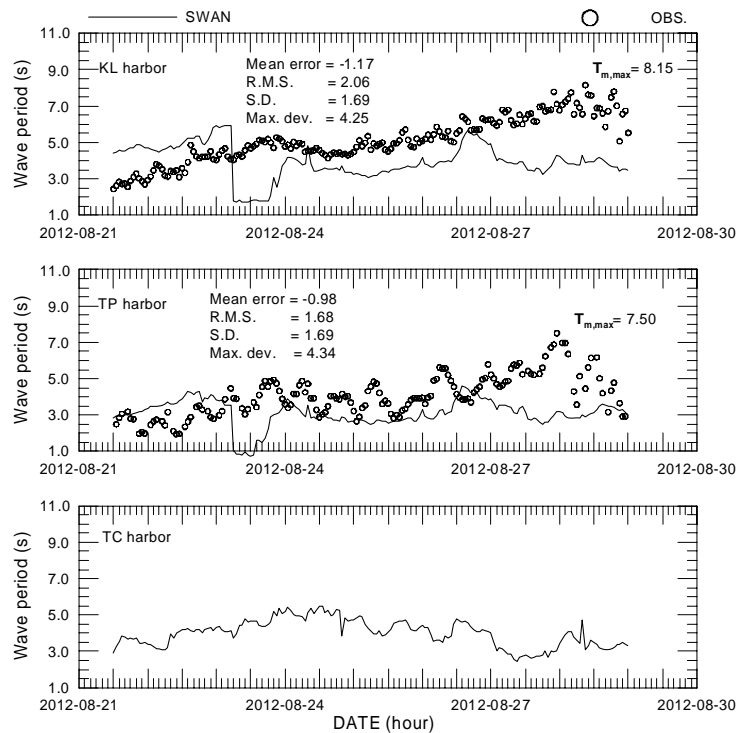 SWAN OBS.
11.0
9.0
7.0
5.0
3.0
1.0
Wave period (s)
KL harbor
Mean error = -1.17
R.M.S. = 2.06
S.D. = 1.69
Max. dev. = 4.25
Tm,max= 8.15
2012-08-21 2012-08-24 2012-08-27 2012-08-30
11.0
9.0
7.0
5.0
3.0
1.0
Wave period (s)
TP harbor
Mean error = -0.98
R.M.S. = 1.68
S.D. = 1.69
Max. dev. = 4.34
Tm,max= 7.50
2012-08-21 2012-08-24 2012-08-27 2012-08-30
11.0
9.0
7.0
5.0
3.0
1.0
Wave period (s)
TC harbor
2012-08-21 2012-08-24 2012-08-27 2012-08-30
DATE (hour)